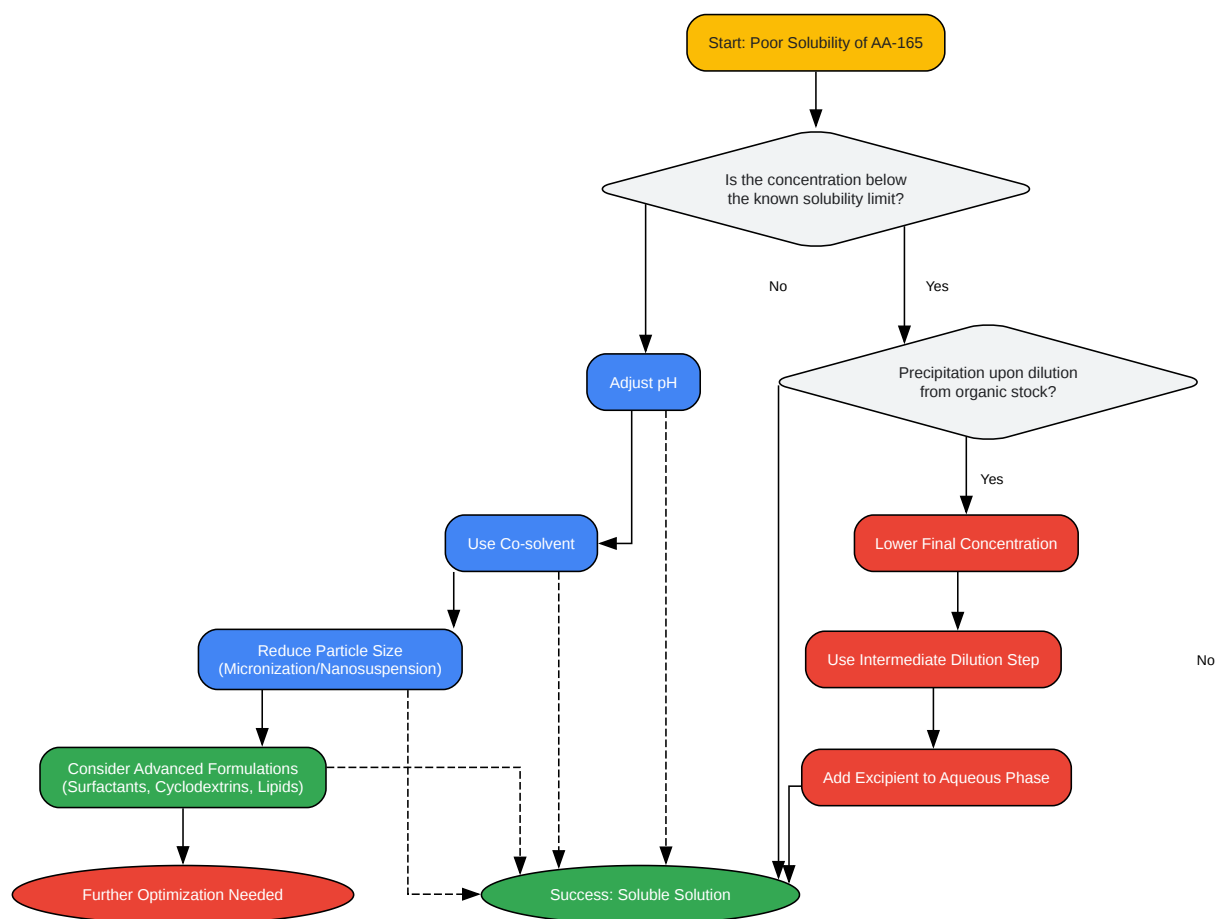 Start: Poor Solubility of AA-165
Is the concentration below
the known solubility limit?
No
Yes
Precipitation upon dilution
from organic stock?
Adjust pH
Yes
Use Co-solvent
Lower Final Concentration
Reduce Particle Size
(Micronization/Nanosuspension)
Use Intermediate Dilution Step
No
Consider Advanced Formulations
(Surfactants, Cyclodextrins, Lipids)
Add Excipient to Aqueous Phase
Further Optimization Needed
Success: Soluble Solution